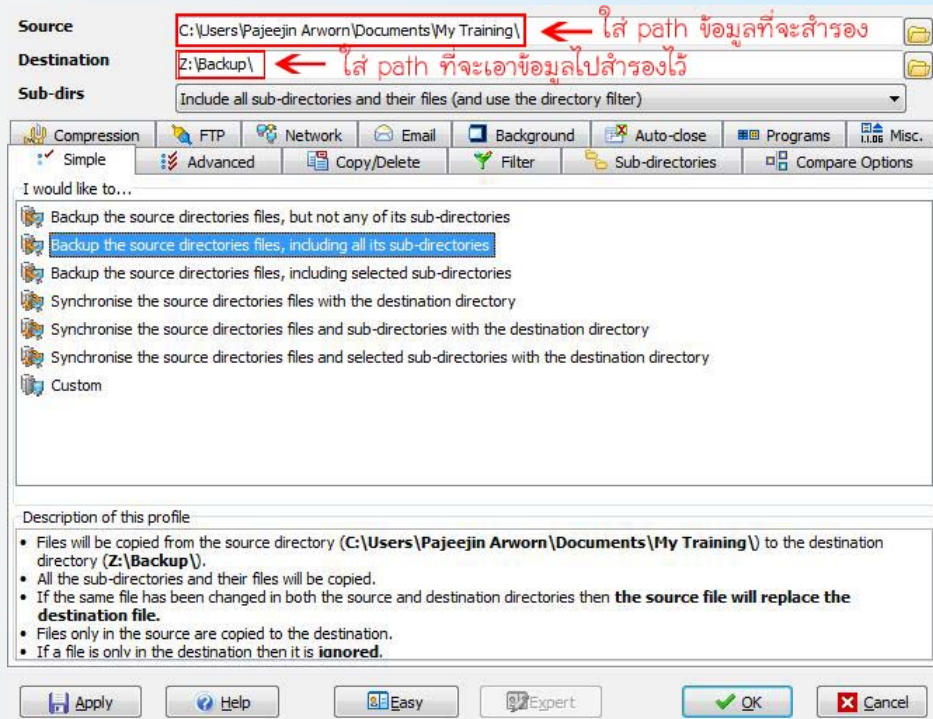 Source
C:\Users\Pajeejin Arworn\Documents\My Training\
ใส่ path ข้อมูลที่จะสำรอง
Destination
Z:\Backup\
ใส่ path ที่จะเอาข้อมูลไปสำรองไว้
Sub-dirs
Include all sub-directories and their files (and use the directory filter)
Compression FTP Network Email Background Auto-close Programs Misc.
Simple Advanced Copy/Delete Filter Sub-directories Compare Options
I would like to...
Backup the source directories files, but not any of its sub-directories
Backup the source directories files, including all its sub-directories
Backup the source directories files, including selected sub-directories
Synchronise the source directories files with the destination directory
Synchronise the source directories files and sub-directories with the destination directory
Synchronise the source directories files and selected sub-directories with the destination directory
Custom
Description of this profile
• Files will be copied from the source directory (C:\Users\Pajeejin Arworn\Documents\My Training\) to the destination
directory (Z:\Backup\).
• All the sub-directories and their files will be copied.
• If the same file has been changed in both the source and destination directories then the source file will replace the
destination file.
• Files only in the source are copied to the destination.
• If a file is only in the destination then it is ignored.
Apply Help Easy Expert OK Cancel